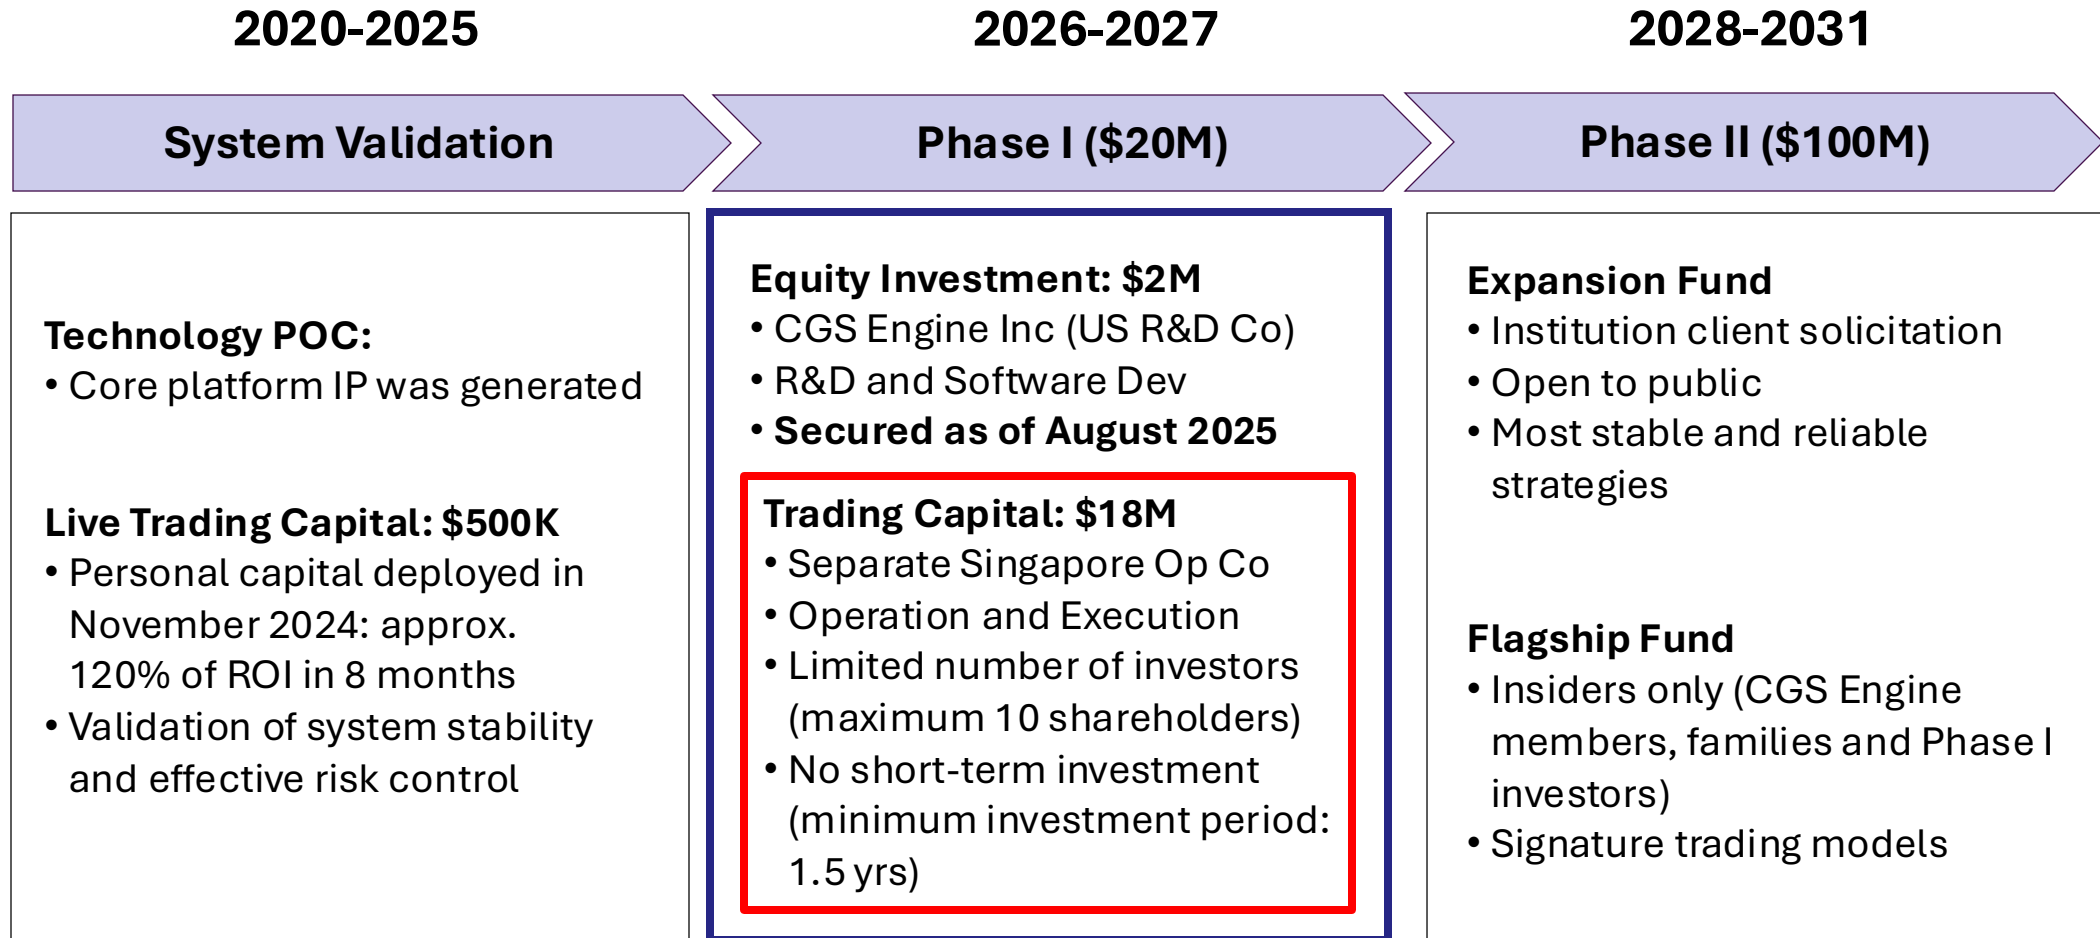 2020-2025
2026-2027
2028-2031
System Validation
Phase I ($20M)
Phase II ($100M)
Technology POC:
• Core platform IP was generated
Live Trading Capital: $500K
• Personal capital deployed in
November 2024: approx.
120% of ROI in 8 months
• Validation of system stability
and effective risk control
Equity Investment: $2M
• CGS Engine Inc (US R&D Co)
• R&D and Software Dev
• Secured as of August 2025
Trading Capital: $18M
• Separate Singapore Op Co
• Operation and Execution
• Limited number of investors
(maximum 10 shareholders)
• No short-term investment
(minimum investment period:
1.5 yrs)
Expansion Fund
• Institution client solicitation
• Open to public
• Most stable and reliable
strategies
Flagship Fund
• Insiders only (CGS Engine
members, families and Phase I
investors)
• Signature trading models